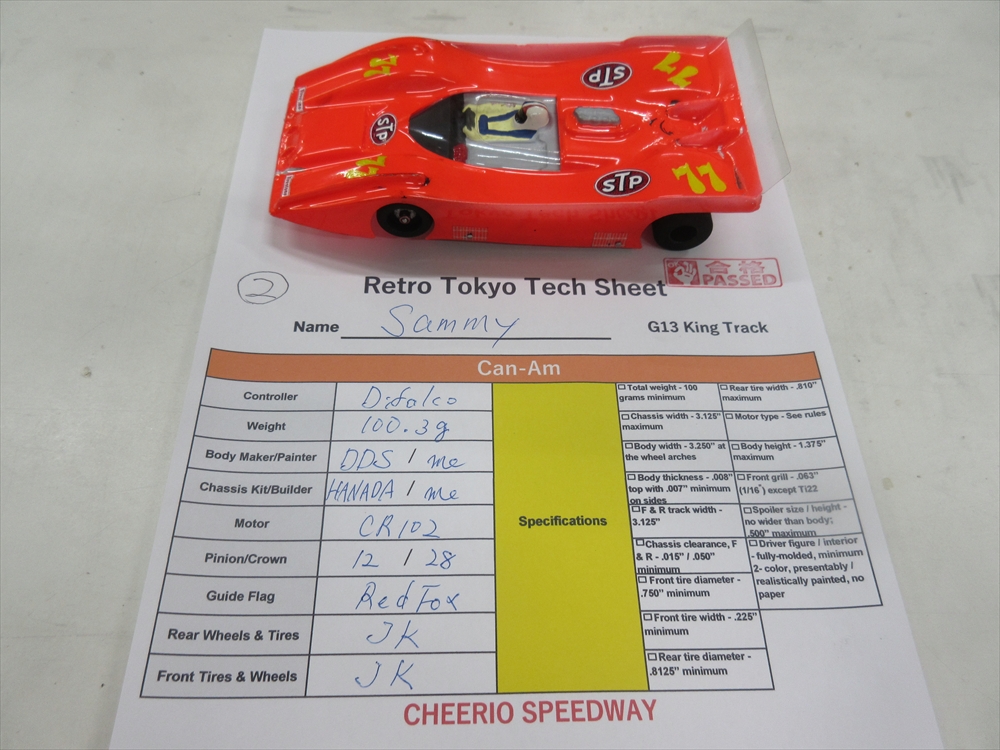 77
77
STP
STP
77
STP
77
合格
PASSED
2
Retro Tokyo Tech Sheet
Name Sammy G13 King Track
Can-Am
Controller Difalco
Weight 100.3g
Body Maker/Painter DDS / me
Chassis Kit/Builder HANADA / me
Motor CR102
Pinion/Crown 12 / 28
Guide Flag Red Fox
Rear Wheels & Tires JK
Front Tires & Wheels JK
Specifications
Total weight - 100
grams minimum
Rear tire width - .810"
maximum
Chassis width - 3.125"
maximum
Motor type - See rules
Body width - 3.250" at
the wheel arches
Body height - 1.375"
maximum
Body thickness - .008"
top with .007" minimum
on sides
Front grill - .063"
(1/16") except Ti22
F & R track width -
3.125"
Spoiler size / height -
no wider than body;
.500" maximum
Chassis clearance, F
& R - .015" / .050"
minimum
Driver figure / interior
- fully-molded, minimum
2- color, presentably /
realistically painted, no
paper
Front tire diameter -
.750" minimum
Front tire width - .225"
minimum
Rear tire diameter -
.8125" minimum
CHEERIO SPEEDWAY